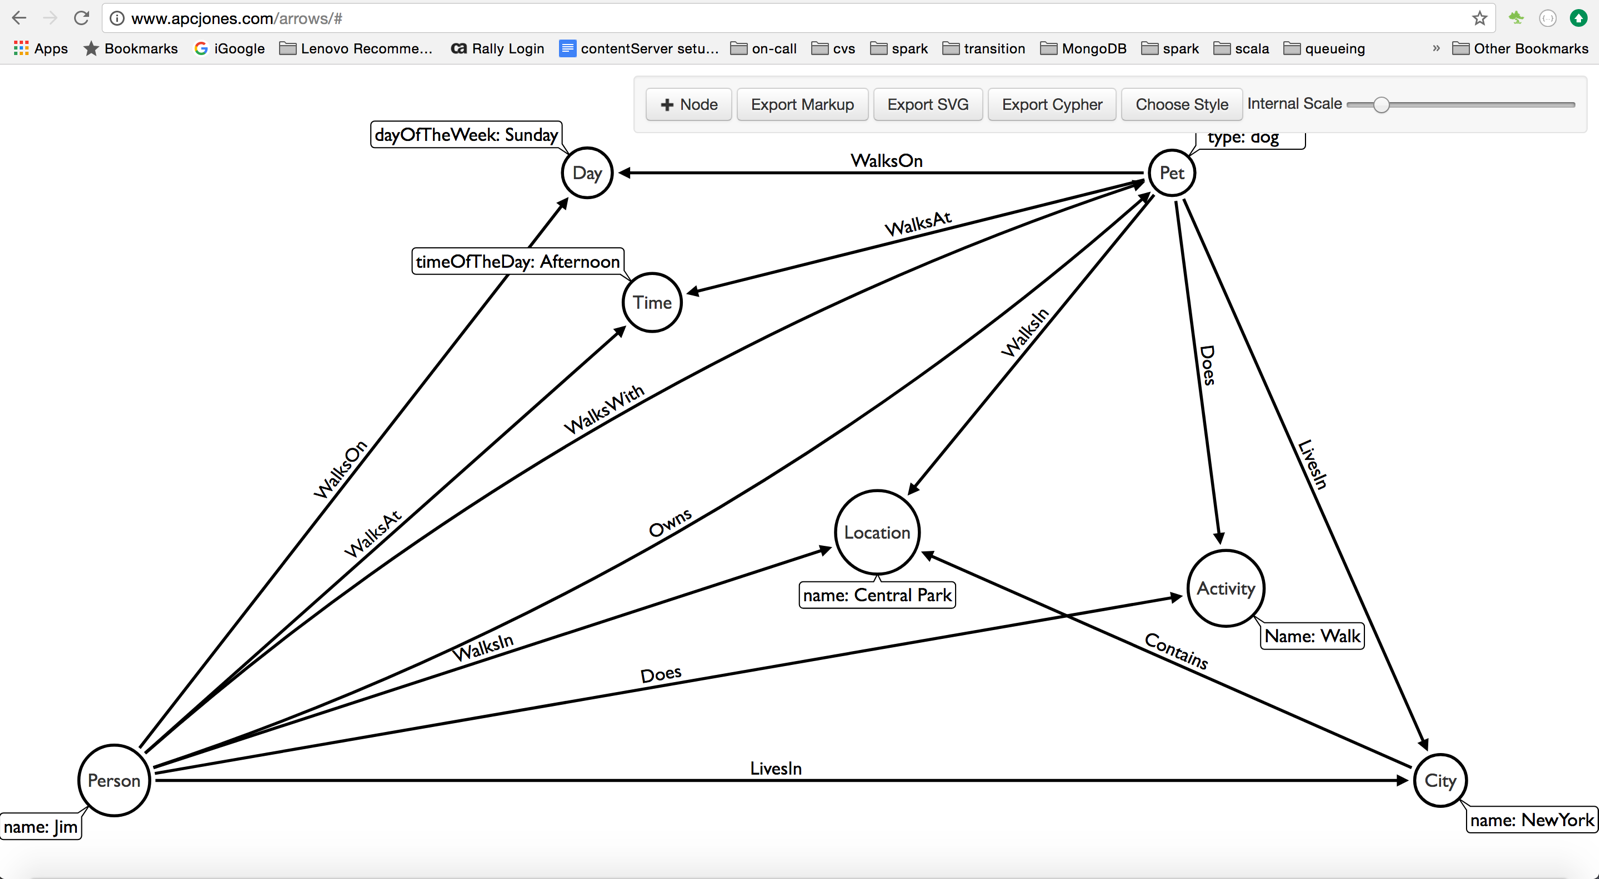 www.apcjones.com/arrows/#
Apps Bookmarks iGoogle Lenovo Recomme... Rally Login contentServer setu... on-call cvs spark transition MongoDB spark scala queueing » Other Bookmarks
+ Node Export Markup Export SVG Export Cypher Choose Style Internal Scale
dayOfTheWeek: Sunday
type: dog
WalksOn
Day
Pet
WalksAt
timeOfTheDay: Afternoon
Time
WalksIn
Does
WalksWith
WalksOn
LivesIn
WalksAt
Owns
Location
Activity
name: Central Park
Name: Walk
WalksIn
Contains
Does
LivesIn
Person
City
name: Jim
name: NewYork